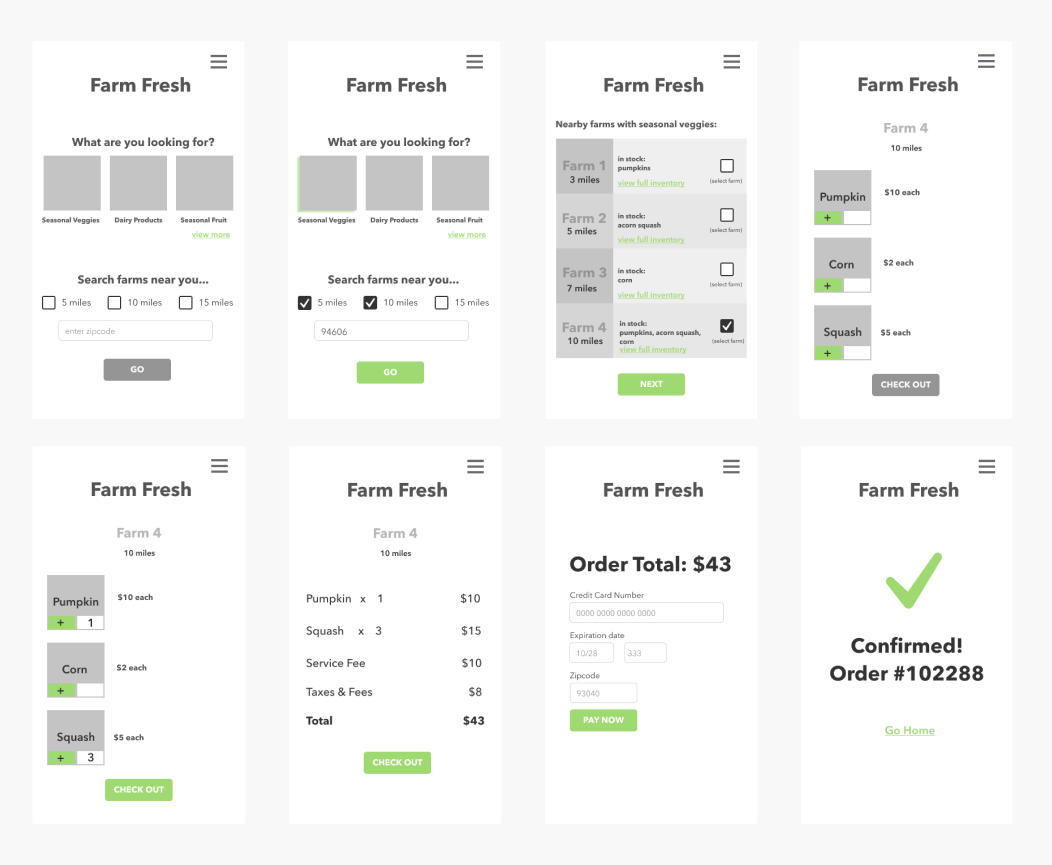 Farm Fresh
What are you looking for?
Seasonal Veggies Dairy Products Seasonal Fruit
view more
Search farms near you...
5 miles 10 miles 15 miles
enter zipcode
GO
Farm Fresh
What are you looking for?
Seasonal Veggies Dairy Products Seasonal Fruit
view more
Search farms near you...
5 miles 10 miles 15 miles
94606
GO
Farm Fresh
Nearby farms with seasonal veggies:
Farm 1
3 miles
in stock:
pumpkins
view full inventory
(select farm)
Farm 2
5 miles
in stock:
acorn squash
view full inventory
(select farm)
Farm 3
7 miles
in stock:
corn
view full inventory
(select farm)
Farm 4
10 miles
in stock:
pumpkins, acorn squash,
corn
view full inventory
(select farm)
NEXT
Farm Fresh
Farm 4
10 miles
Pumpkin
+
$10 each
Corn
+
$2 each
Squash
+
$5 each
CHECK OUT
Farm Fresh
Farm 4
10 miles
Pumpkin
+ 1
$10 each
Corn
+
$2 each
Squash
+ 3
$5 each
CHECK OUT
Farm Fresh
Farm 4
10 miles
Pumpkin x 1 $10
Squash x 3 $15
Service Fee $10
Taxes & Fees $8
Total $43
CHECK OUT
Farm Fresh
Order Total: $43
Credit Card Number
0000 0000 0000 0000
Expiration date
10/28 333
Zipcode
93040
PAY NOW
Farm Fresh
Confirmed!
Order #102288
Go Home